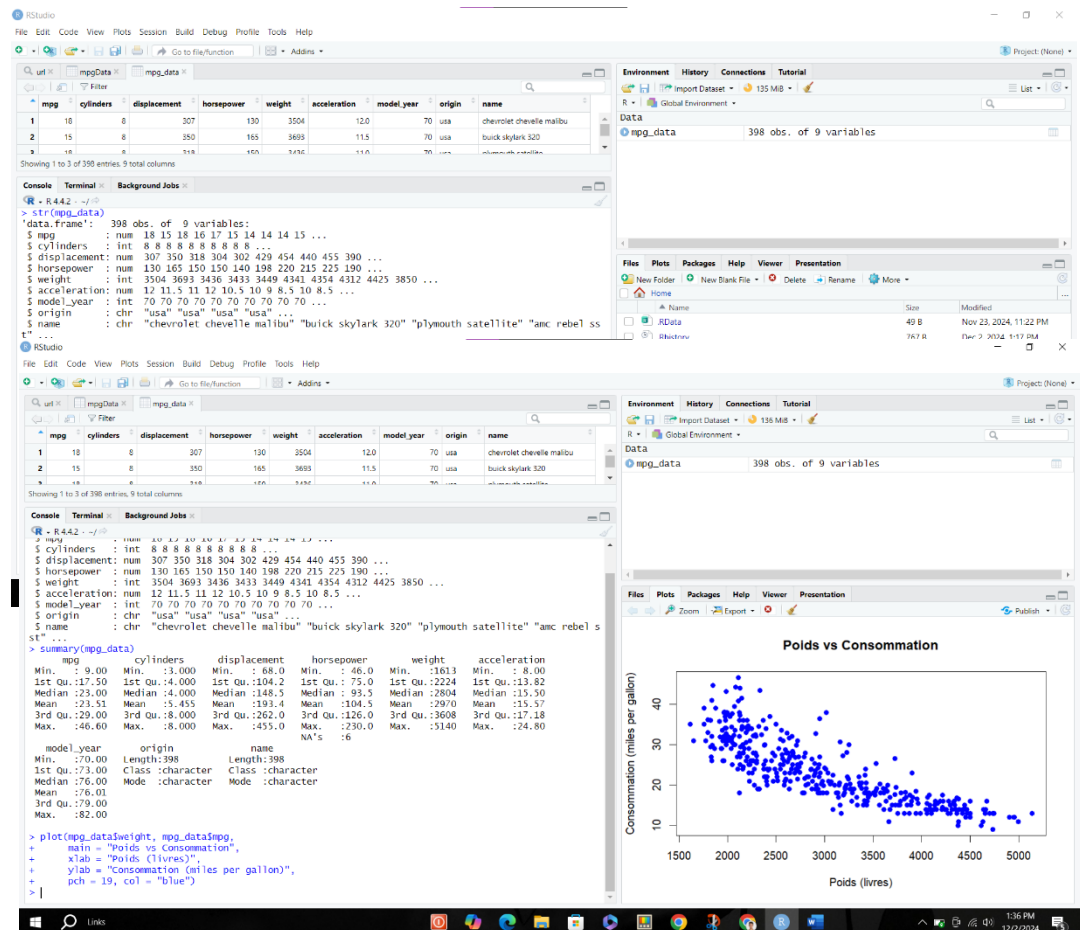 RStudio
File Edit Code View Plots Session Build Debug Profile Tools Help
Go to file/function Addins Project: (None)
url mpgData mpg_data
Filter
mpg cylinders displacement horsepower weight acceleration model_year origin name
1 18 8 307 130 3504 12.0 70 usa chevrolet chevelle malibu
2 15 8 350 165 3693 11.5 70 usa buick skylark 320
3 18 8 318 150 3436 11.0 70 usa plymouth satellite
Showing 1 to 3 of 398 entries, 9 total columns
Console Terminal Background Jobs
R 4.4.2 · ~/
> str(mpg_data)
'data.frame': 398 obs. of 9 variables:
$ mpg : num 18 15 18 16 17 15 14 14 14 15 ...
$ cylinders : int 8 8 8 8 8 8 8 8 8 8 ...
$ displacement: num 307 350 318 304 302 429 454 440 455 390 ...
$ horsepower : num 130 165 150 150 140 198 220 215 225 190 ...
$ weight : int 3504 3693 3436 3433 3449 4341 4354 4312 4425 3850 ...
$ acceleration: num 12 11.5 11 12 10.5 10 9 8.5 10 8.5 ...
$ model_year : int 70 70 70 70 70 70 70 70 70 70 ...
$ origin : chr "usa" "usa" "usa" "usa" ...
$ name : chr "chevrolet chevelle malibu" "buick skylark 320" "plymouth satellite" "amc rebel ss
t" ...
Environment History Connections Tutorial
Import Dataset 135 MiB List
R Global Environment
Data
mpg_data 398 obs. of 9 variables
Files Plots Packages Help Viewer Presentation
New Folder New Blank File Delete Rename More
Home
Name Size Modified
.RData 49 B Nov 23, 2024, 11:22 PM
.Rhistory 767 B Dec 2, 2024, 1:17 PM
RStudio
File Edit Code View Plots Session Build Debug Profile Tools Help
Go to file/function Addins Project: (None)
url mpgData mpg_data
Filter
mpg cylinders displacement horsepower weight acceleration model_year origin name
1 18 8 307 130 3504 12.0 70 usa chevrolet chevelle malibu
2 15 8 350 165 3693 11.5 70 usa buick skylark 320
Showing 1 to 3 of 398 entries, 9 total columns
Console Terminal Background Jobs
R 4.4.2 · ~/
$ mpg : num 18 15 18 16 17 15 14 14 14 15 ...
$ cylinders : int 8 8 8 8 8 8 8 8 8 8 ...
$ displacement: num 307 350 318 304 302 429 454 440 455 390 ...
$ horsepower : num 130 165 150 150 140 198 220 215 225 190 ...
$ weight : int 3504 3693 3436 3433 3449 4341 4354 4312 4425 3850 ...
$ acceleration: num 12 11.5 11 12 10.5 10 9 8.5 10 8.5 ...
$ model_year : int 70 70 70 70 70 70 70 70 70 70 ...
$ origin : chr "usa" "usa" "usa" "usa" ...
$ name : chr "chevrolet chevelle malibu" "buick skylark 320" "plymouth satellite" "amc rebel s
st" ...
> summary(mpg_data)
mpg cylinders displacement horsepower weight acceleration
Min. : 9.00 Min. :3.000 Min. : 68.0 Min. : 46.0 Min. :1613 Min. : 8.00
1st Qu.:17.50 1st Qu.:4.000 1st Qu.:104.2 1st Qu.: 75.0 1st Qu.:2224 1st Qu.:13.82
Median :23.00 Median :4.000 Median :148.5 Median : 93.5 Median :2804 Median :15.50
Mean :23.51 Mean :5.455 Mean :193.4 Mean :104.5 Mean :2970 Mean :15.57
3rd Qu.:29.00 3rd Qu.:8.000 3rd Qu.:262.0 3rd Qu.:126.0 3rd Qu.:3608 3rd Qu.:17.18
Max. :46.60 Max. :8.000 Max. :455.0 Max. :230.0 Max. :5140 Max. :24.80
NA's :6
model_year origin name
Min. :70.00 Length:398 Length:398
1st Qu.:73.00 Class :character Class :character
Median :76.00 Mode :character Mode :character
Mean :76.01
3rd Qu.:79.00
Max. :82.00
> plot(mpg_data$weight, mpg_data$mpg,
+ main = "Poids vs Consommation",
+ xlab = "Poids (livres)",
+ ylab = "Consommation (miles per gallon)",
+ pch = 19, col = "blue")
>
Environment History Connections Tutorial
Import Dataset 136 MiB List
R Global Environment
Data
mpg_data 398 obs. of 9 variables
Files Plots Packages Help Viewer Presentation
Zoom Export Publish
Poids vs Consommation
Consommation (miles per gallon)
40
30
20
10
1500 2000 2500 3000 3500 4000 4500 5000
Poids (livres)
Links
1:36 PM
12/2/2024